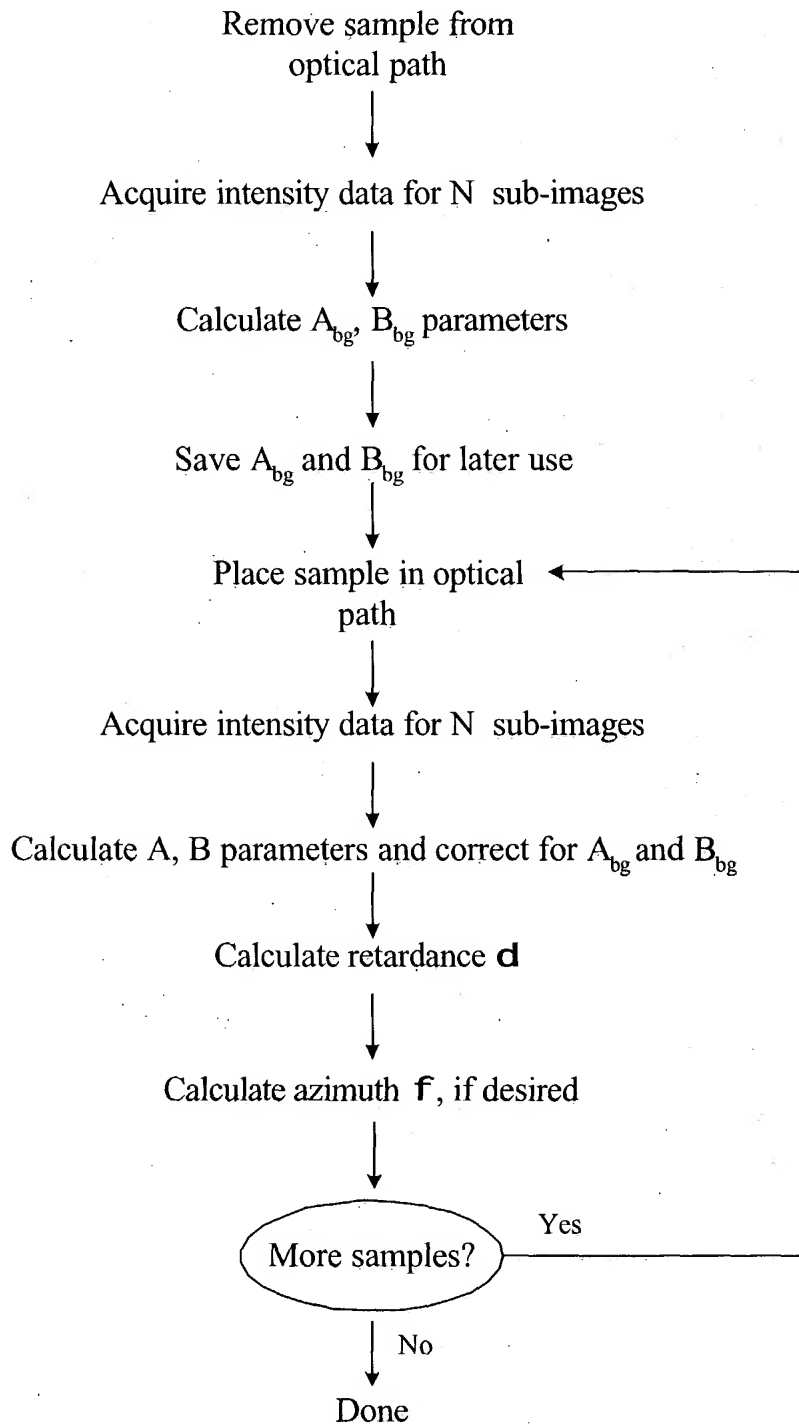 Remove sample from
optical path
Acquire intensity data for N sub-images
Calculate A_bg, B_bg parameters
Save A_bg and B_bg for later use
Place sample in optical
path
Acquire intensity data for N sub-images
Calculate A, B parameters and correct for A_bg and B_bg
Calculate retardance d
Calculate azimuth f, if desired
More samples?
Yes
No
Done